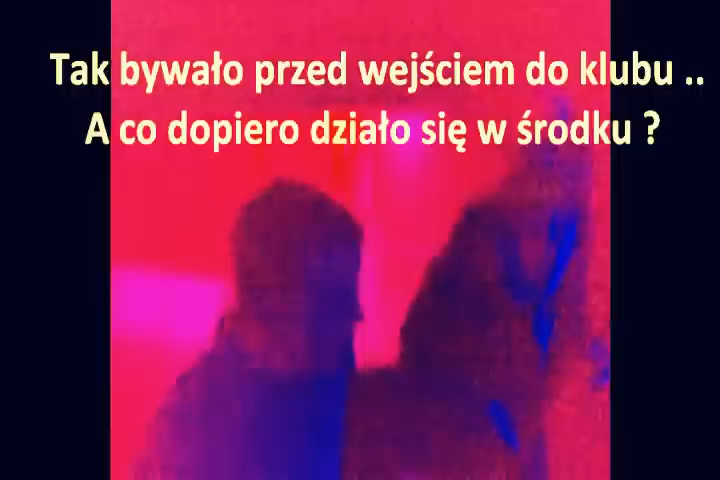 Tak bywało przed wejściem do klubu ..
A co dopiero działo się w środku ?